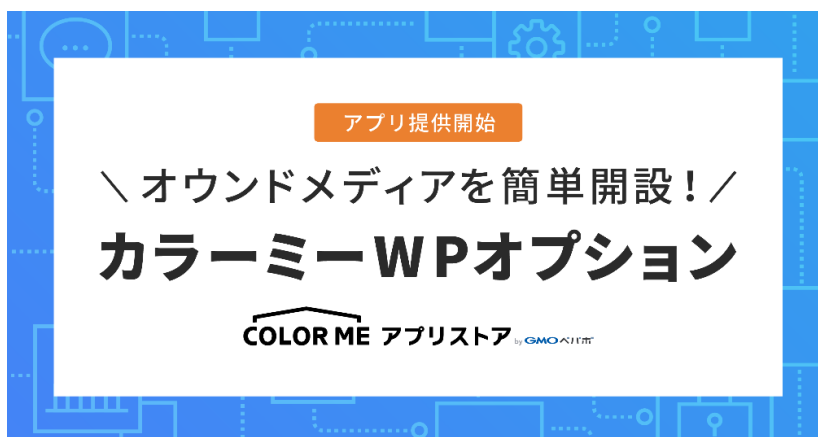 アプリ提供開始
\ オウンドメディアを簡単開設！/
カラーミーWPオプション
COLOR ME アプリストア by GMOペパボ